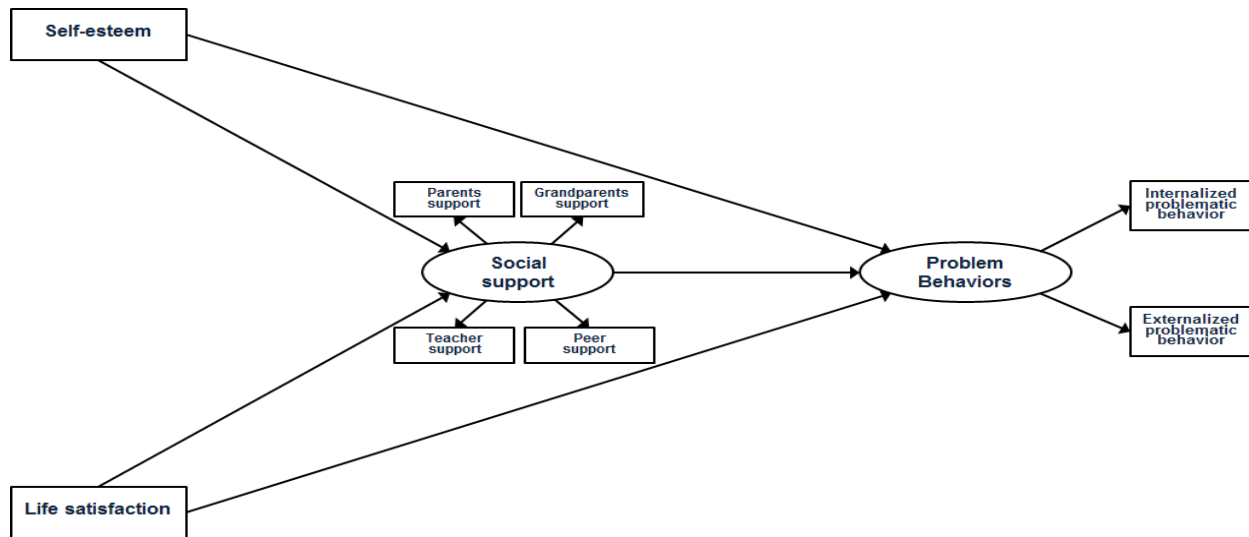 Self-esteem
Parents
support
Grandparents
support
Social
support
Teacher
support
Peer
support
Problem
Behaviors
Internalized
problematic
behavior
Externalized
problematic
behavior
Life satisfaction